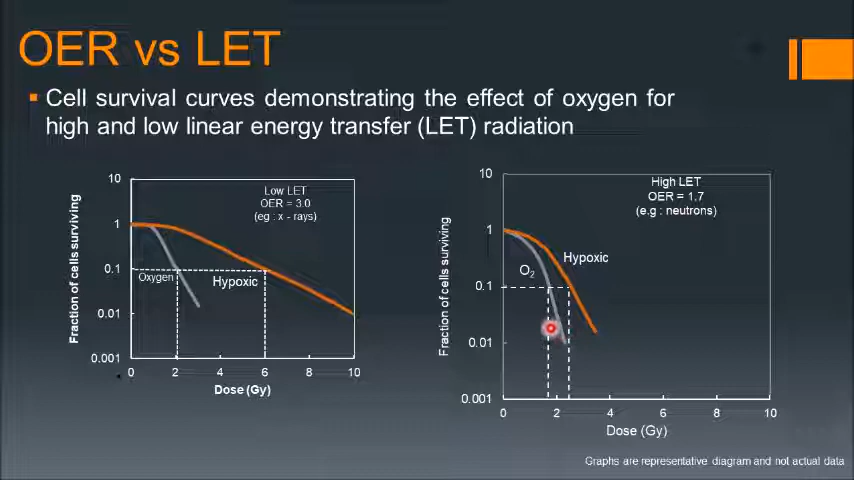 OER vs LET
Cell survival curves demonstrating the effect of oxygen for
high and low linear energy transfer (LET) radiation
Fraction of cells surviving
10
1
0.1
0.01
0.001
Low LET
OER = 3.0
(eg : x - rays)
Oxygen
Hypoxic
0 2 4 6 8 10
Dose (Gy)
Fraction of cells surviving
10
1
0.1
0.01
0.001
High LET
OER = 1.7
(e.g : neutrons)
Hypoxic
O₂
0 2 4 6 8 10
Dose (Gy)
Graphs are representative diagram and not actual data